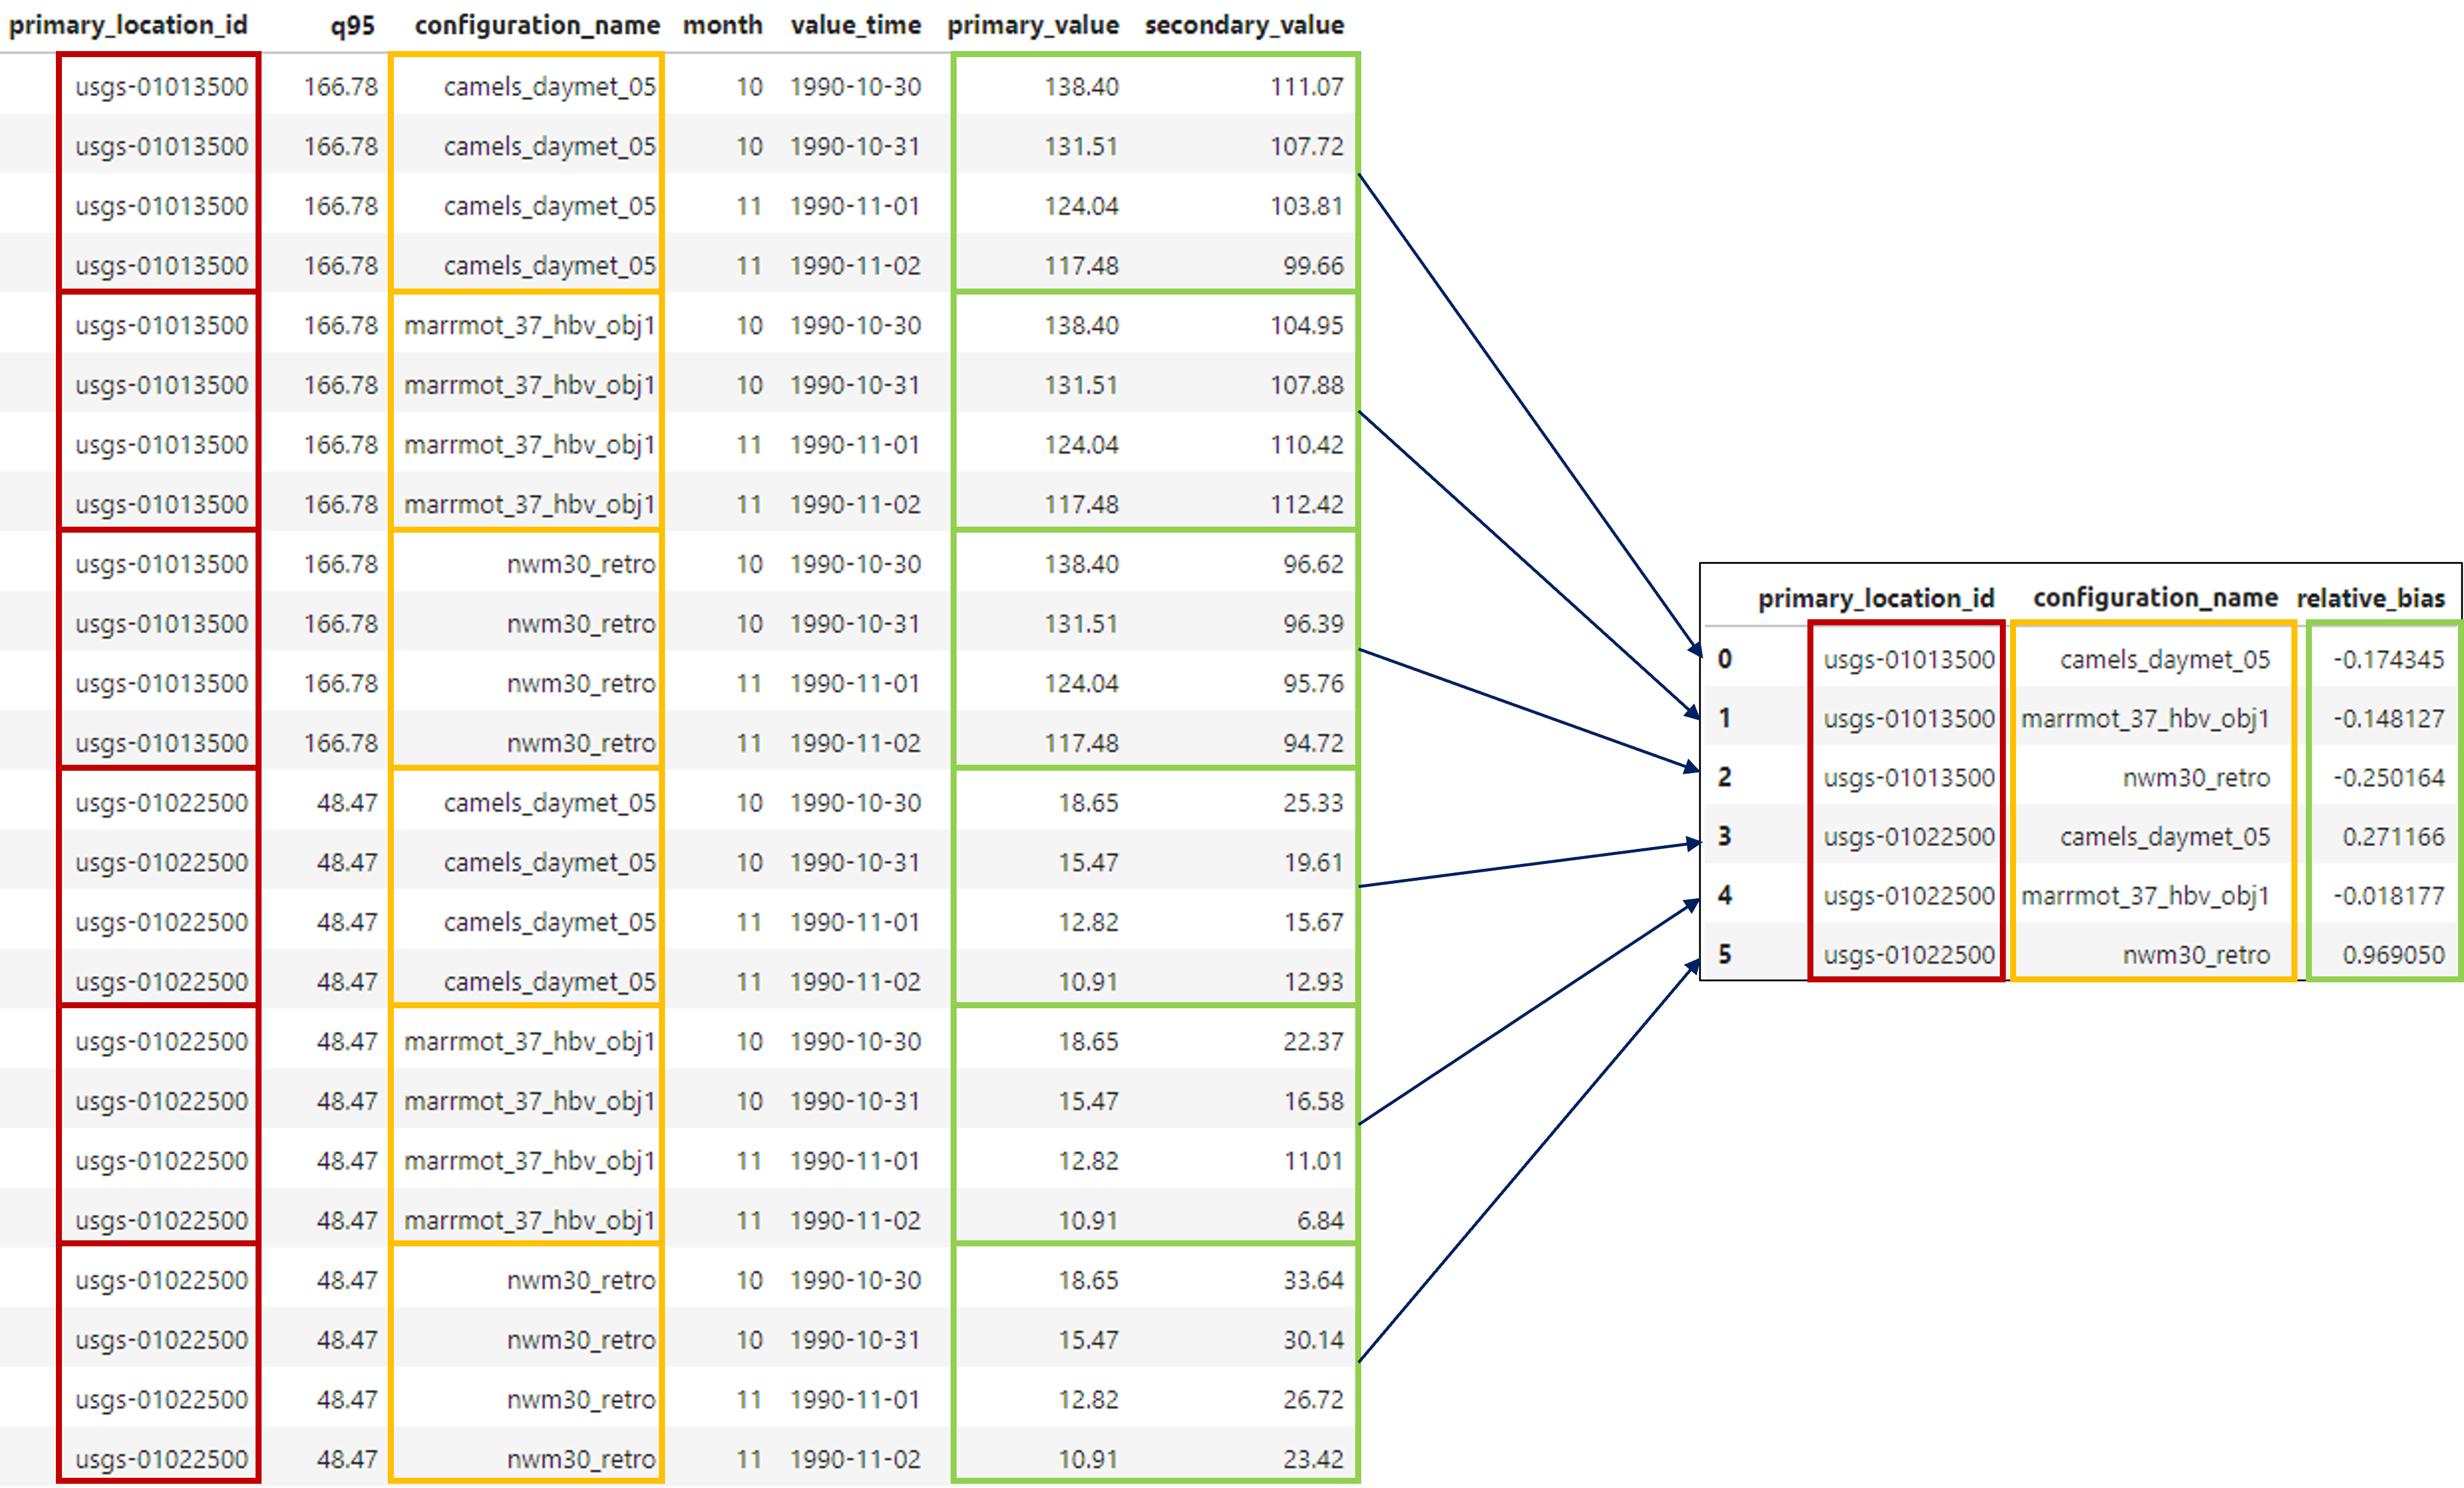 primary_location_id q95 configuration_name month value_time primary_value secondary_value
usgs-01013500 166.78 camels_daymet_05 10 1990-10-30 138.40 111.07
usgs-01013500 166.78 camels_daymet_05 10 1990-10-31 131.51 107.72
usgs-01013500 166.78 camels_daymet_05 11 1990-11-01 124.04 103.81
usgs-01013500 166.78 camels_daymet_05 11 1990-11-02 117.48 99.66
usgs-01013500 166.78 marrmot_37_hbv_obj1 10 1990-10-30 138.40 104.95
usgs-01013500 166.78 marrmot_37_hbv_obj1 10 1990-10-31 131.51 107.88
usgs-01013500 166.78 marrmot_37_hbv_obj1 11 1990-11-01 124.04 110.42
usgs-01013500 166.78 marrmot_37_hbv_obj1 11 1990-11-02 117.48 112.42
usgs-01013500 166.78 nwm30_retro 10 1990-10-30 138.40 96.62
usgs-01013500 166.78 nwm30_retro 10 1990-10-31 131.51 96.39
usgs-01013500 166.78 nwm30_retro 11 1990-11-01 124.04 95.76
usgs-01013500 166.78 nwm30_retro 11 1990-11-02 117.48 94.72
usgs-01022500 48.47 camels_daymet_05 10 1990-10-30 18.65 25.33
usgs-01022500 48.47 camels_daymet_05 10 1990-10-31 15.47 19.61
usgs-01022500 48.47 camels_daymet_05 11 1990-11-01 12.82 15.67
usgs-01022500 48.47 camels_daymet_05 11 1990-11-02 10.91 12.93
usgs-01022500 48.47 marrmot_37_hbv_obj1 10 1990-10-30 18.65 22.37
usgs-01022500 48.47 marrmot_37_hbv_obj1 10 1990-10-31 15.47 16.58
usgs-01022500 48.47 marrmot_37_hbv_obj1 11 1990-11-01 12.82 11.01
usgs-01022500 48.47 marrmot_37_hbv_obj1 11 1990-11-02 10.91 6.84
usgs-01022500 48.47 nwm30_retro 10 1990-10-30 18.65 33.64
usgs-01022500 48.47 nwm30_retro 10 1990-10-31 15.47 30.14
usgs-01022500 48.47 nwm30_retro 11 1990-11-01 12.82 26.72
usgs-01022500 48.47 nwm30_retro 11 1990-11-02 10.91 23.42
primary_location_id configuration_name relative_bias
0 usgs-01013500 camels_daymet_05 -0.174345
1 usgs-01013500 marrmot_37_hbv_obj1 -0.148127
2 usgs-01013500 nwm30_retro -0.250164
3 usgs-01022500 camels_daymet_05 0.271166
4 usgs-01022500 marrmot_37_hbv_obj1 -0.018177
5 usgs-01022500 nwm30_retro 0.969050